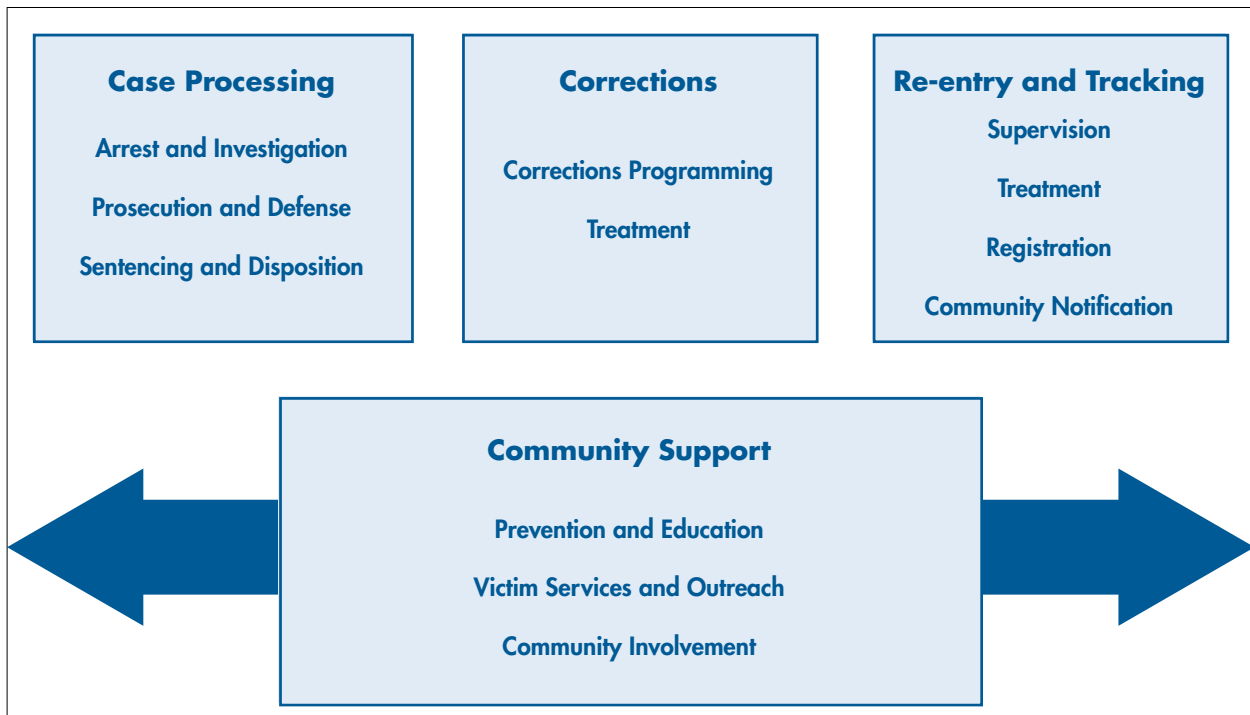 Case Processing
Arrest and Investigation
Prosecution and Defense
Sentencing and Disposition
Corrections
Corrections Programming
Treatment
Re-entry and Tracking
Supervision
Treatment
Registration
Community Notification
Community Support
Prevention and Education
Victim Services and Outreach
Community Involvement